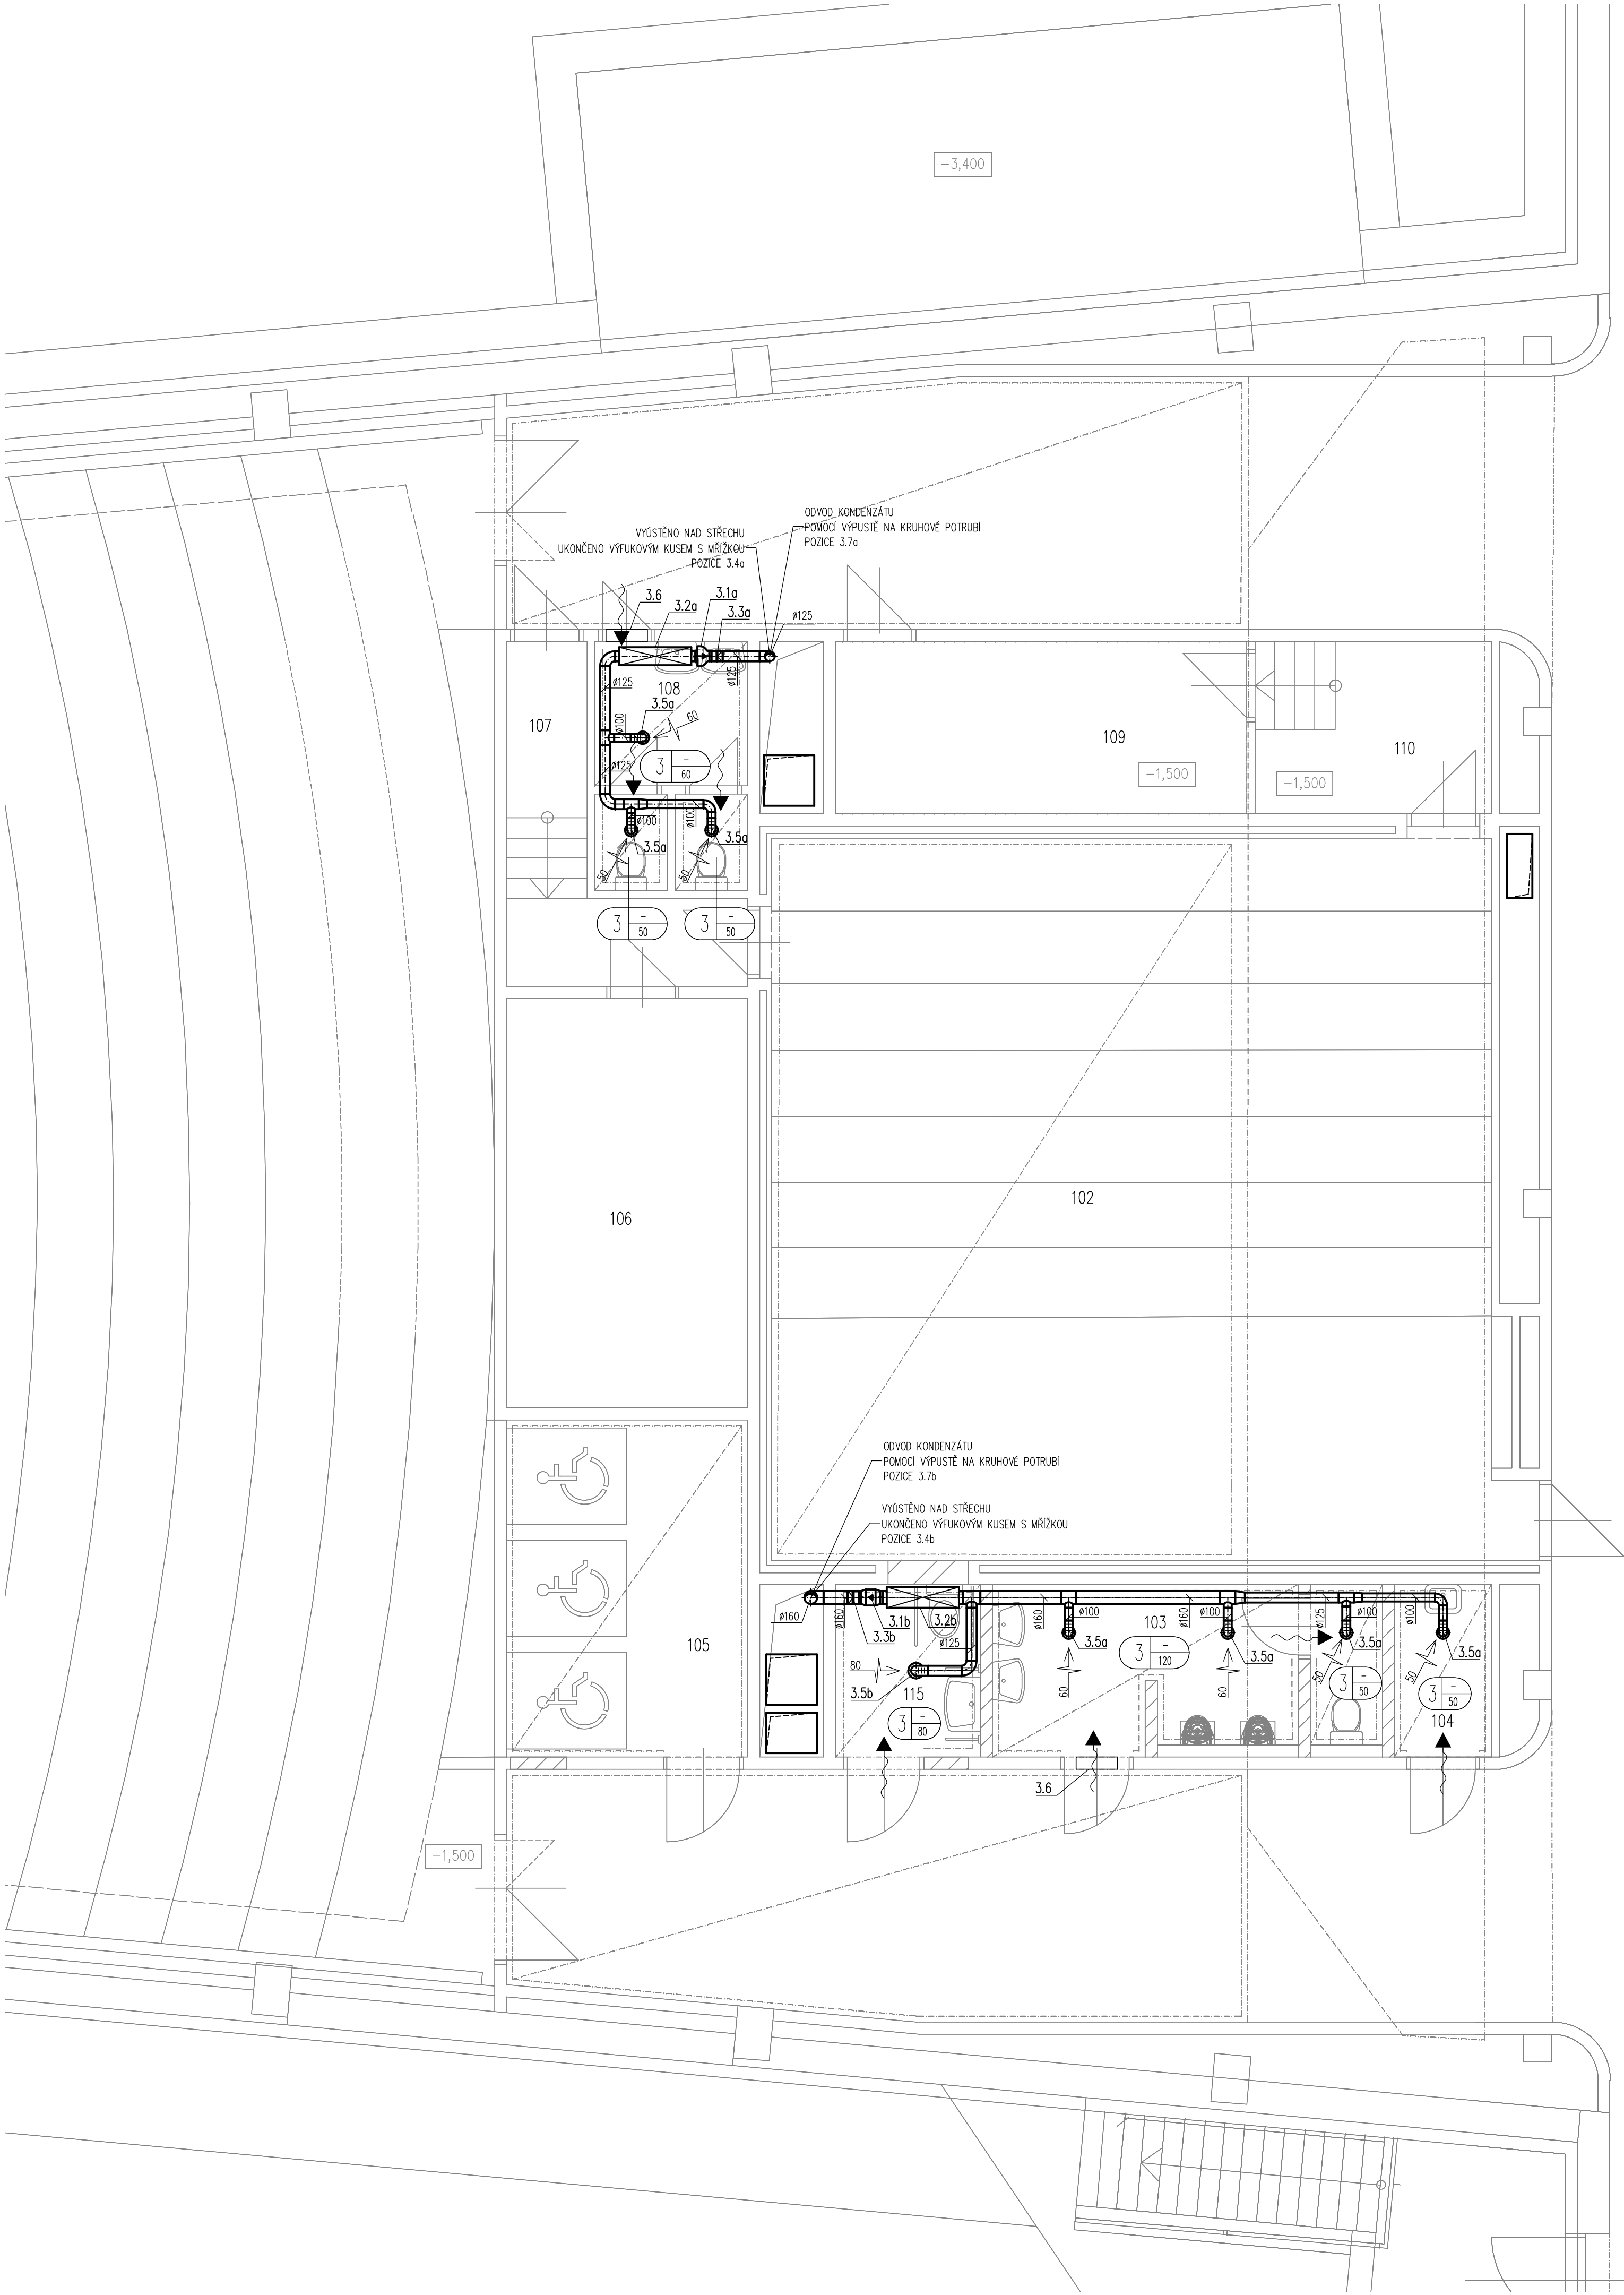 -3,400
ODVOD KONDENZÁTU
POMOCÍ VÝPUSTĚ NA KRUHOVÉ POTRUBÍ
POZICE 3.7a
VYÚSTĚNO NAD STŘECHU
UKONČENO VÝFUKOVÝM KUSEM S MŘÍŽKOU
POZICE 3.4a
3.6
3.2a
3.1a
3.3a
ø125
ø125
108
ø125
3.5a
60
ø100
107
109
110
3
-
60
ø125
-1,500
-1,500
ø100
ø100
3.5a
3.5a
50
50
3
-
50
3
-
50
102
106
ODVOD KONDENZÁTU
POMOCÍ VÝPUSTĚ NA KRUHOVÉ POTRUBÍ
POZICE 3.7b
VYÚSTĚNO NAD STŘECHU
UKONČENO VÝFUKOVÝM KUSEM S MŘÍŽKOU
POZICE 3.4b
ø160
ø160
3.1b
3.2b
3.3b
ø125
ø160
ø100
103
ø160
ø100
ø125
ø100
ø100
105
3.5a
3.5a
3.5a
3.5a
3
-
120
80
3.5b
115
60
60
50
50
3
-
50
3
-
50
104
3
-
80
3.6
-1,500